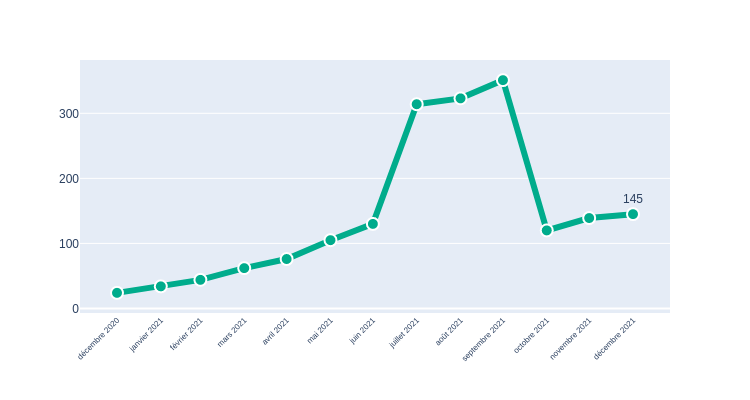 300
200
100
0
145
décembre 2020
janvier 2021
février 2021
mars 2021
avril 2021
mai 2021
juin 2021
juillet 2021
août 2021
septembre 2021
octobre 2021
novembre 2021
décembre 2021